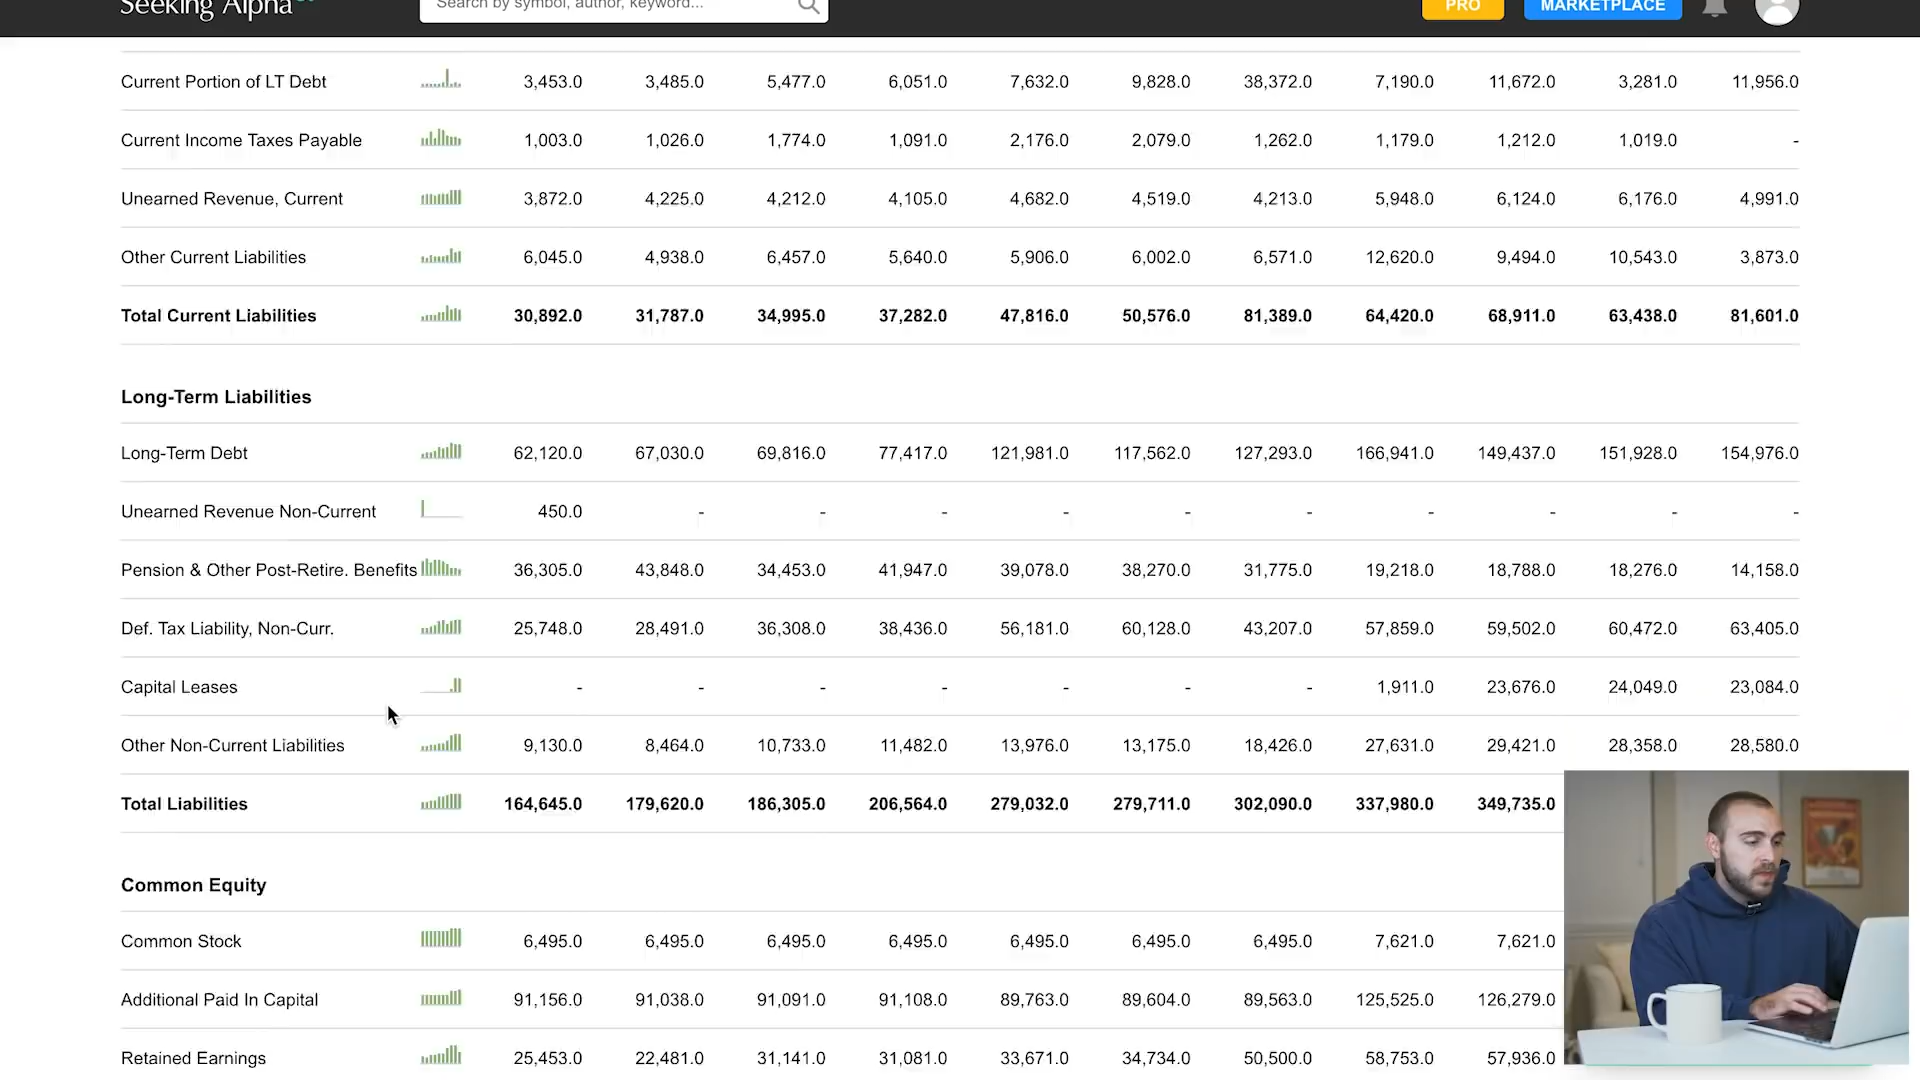 Seeking Alpha
Search by symbol, author, keyword...
PRO
MARKETPLACE
Current Portion of LT Debt 3,453.0 3,485.0 5,477.0 6,051.0 7,632.0 9,828.0 38,372.0 7,190.0 11,672.0 3,281.0 11,956.0
Current Income Taxes Payable 1,003.0 1,026.0 1,774.0 1,091.0 2,176.0 2,079.0 1,262.0 1,179.0 1,212.0 1,019.0 -
Unearned Revenue, Current 3,872.0 4,225.0 4,212.0 4,105.0 4,682.0 4,519.0 4,213.0 5,948.0 6,124.0 6,176.0 4,991.0
Other Current Liabilities 6,045.0 4,938.0 6,457.0 5,640.0 5,906.0 6,002.0 6,571.0 12,620.0 9,494.0 10,543.0 3,873.0
Total Current Liabilities 30,892.0 31,787.0 34,995.0 37,282.0 47,816.0 50,576.0 81,389.0 64,420.0 68,911.0 63,438.0 81,601.0
Long-Term Liabilities
Long-Term Debt 62,120.0 67,030.0 69,816.0 77,417.0 121,981.0 117,562.0 127,293.0 166,941.0 149,437.0 151,928.0 154,976.0
Unearned Revenue Non-Current 450.0 - - - - - - - - - -
Pension & Other Post-Retire. Benefits 36,305.0 43,848.0 34,453.0 41,947.0 39,078.0 38,270.0 31,775.0 19,218.0 18,788.0 18,276.0 14,158.0
Def. Tax Liability, Non-Curr. 25,748.0 28,491.0 36,308.0 38,436.0 56,181.0 60,128.0 43,207.0 57,859.0 59,502.0 60,472.0 63,405.0
Capital Leases - - - - - - - 1,911.0 23,676.0 24,049.0 23,084.0
Other Non-Current Liabilities 9,130.0 8,464.0 10,733.0 11,482.0 13,976.0 13,175.0 18,426.0 27,631.0 29,421.0 28,358.0 28,580.0
Total Liabilities 164,645.0 179,620.0 186,305.0 206,564.0 279,032.0 279,711.0 302,090.0 337,980.0 349,735.0
Common Equity
Common Stock 6,495.0 6,495.0 6,495.0 6,495.0 6,495.0 6,495.0 6,495.0 7,621.0 7,621.0
Additional Paid In Capital 91,156.0 91,038.0 91,091.0 91,108.0 89,763.0 89,604.0 89,563.0 125,525.0 126,279.0
Retained Earnings 25,453.0 22,481.0 31,141.0 31,081.0 33,671.0 34,734.0 50,500.0 58,753.0 57,936.0